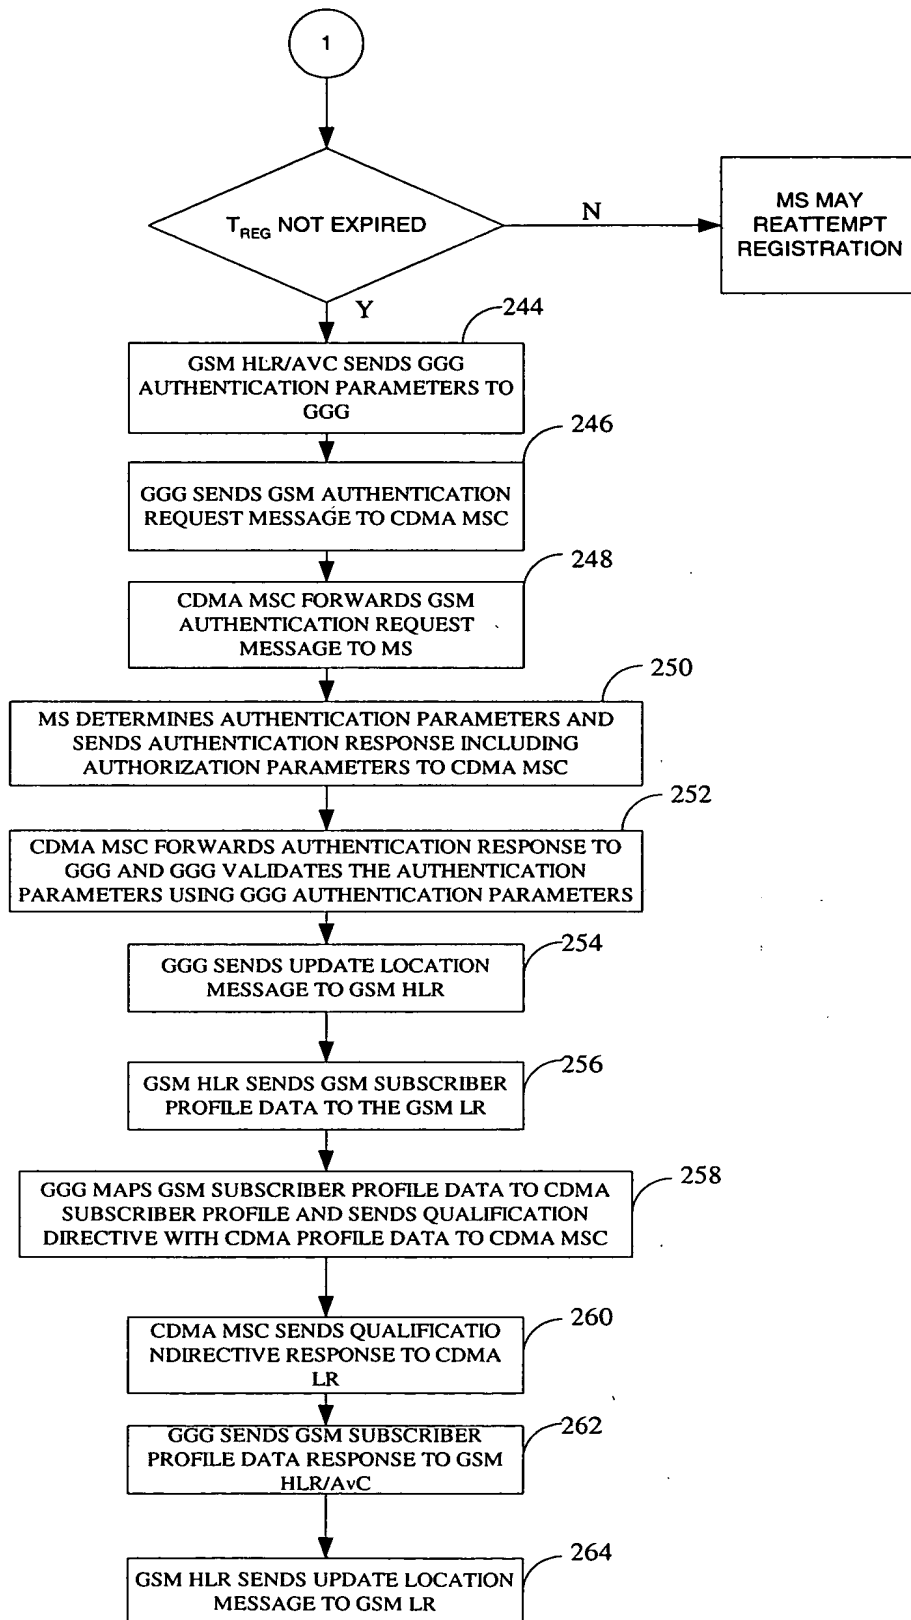 1
T_REG NOT EXPIRED
N
MS MAY
REATTEMPT
REGISTRATION
Y
244
GSM HLR/AVC SENDS GGG
AUTHENTICATION PARAMETERS TO
GGG
246
GGG SENDS GSM AUTHENTICATION
REQUEST MESSAGE TO CDMA MSC
248
CDMA MSC FORWARDS GSM
AUTHENTICATION REQUEST
MESSAGE TO MS
250
MS DETERMINES AUTHENTICATION PARAMETERS AND
SENDS AUTHENTICATION RESPONSE INCLUDING
AUTHORIZATION PARAMETERS TO CDMA MSC
252
CDMA MSC FORWARDS AUTHENTICATION RESPONSE TO
GGG AND GGG VALIDATES THE AUTHENTICATION
PARAMETERS USING GGG AUTHENTICATION PARAMETERS
254
GGG SENDS UPDATE LOCATION
MESSAGE TO GSM HLR
256
GSM HLR SENDS GSM SUBSCRIBER
PROFILE DATA TO THE GSM LR
258
GGG MAPS GSM SUBSCRIBER PROFILE DATA TO CDMA
SUBSCRIBER PROFILE AND SENDS QUALIFICATION
DIRECTIVE WITH CDMA PROFILE DATA TO CDMA MSC
260
CDMA MSC SENDS QUALIFICATIO
NDIRECTIVE RESPONSE TO CDMA
LR
262
GGG SENDS GSM SUBSCRIBER
PROFILE DATA RESPONSE TO GSM
HLR/AvC
264
GSM HLR SENDS UPDATE LOCATION
MESSAGE TO GSM LR